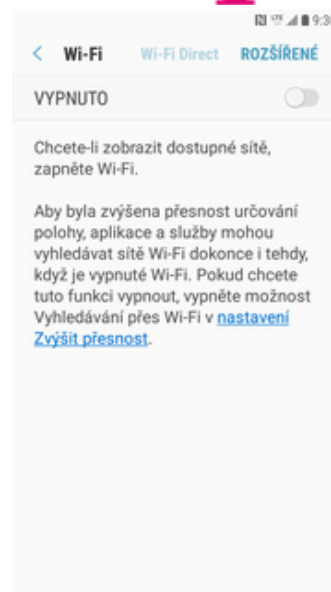 9:3
Wi-Fi Wi-Fi Direct ROZŠÍŘENÉ
VYPNUTO
Chcete-li zobrazit dostupné sítě,
zapněte Wi-Fi.
Aby byla zvýšena přesnost určování
polohy, aplikace a služby mohou
vyhledávat sítě Wi-Fi dokonce i tehdy,
když je vypnuté Wi-Fi. Pokud chcete
tuto funkci vypnout, vypněte možnost
Vyhledávání přes Wi-Fi v nastavení
Zvýšit přesnost.